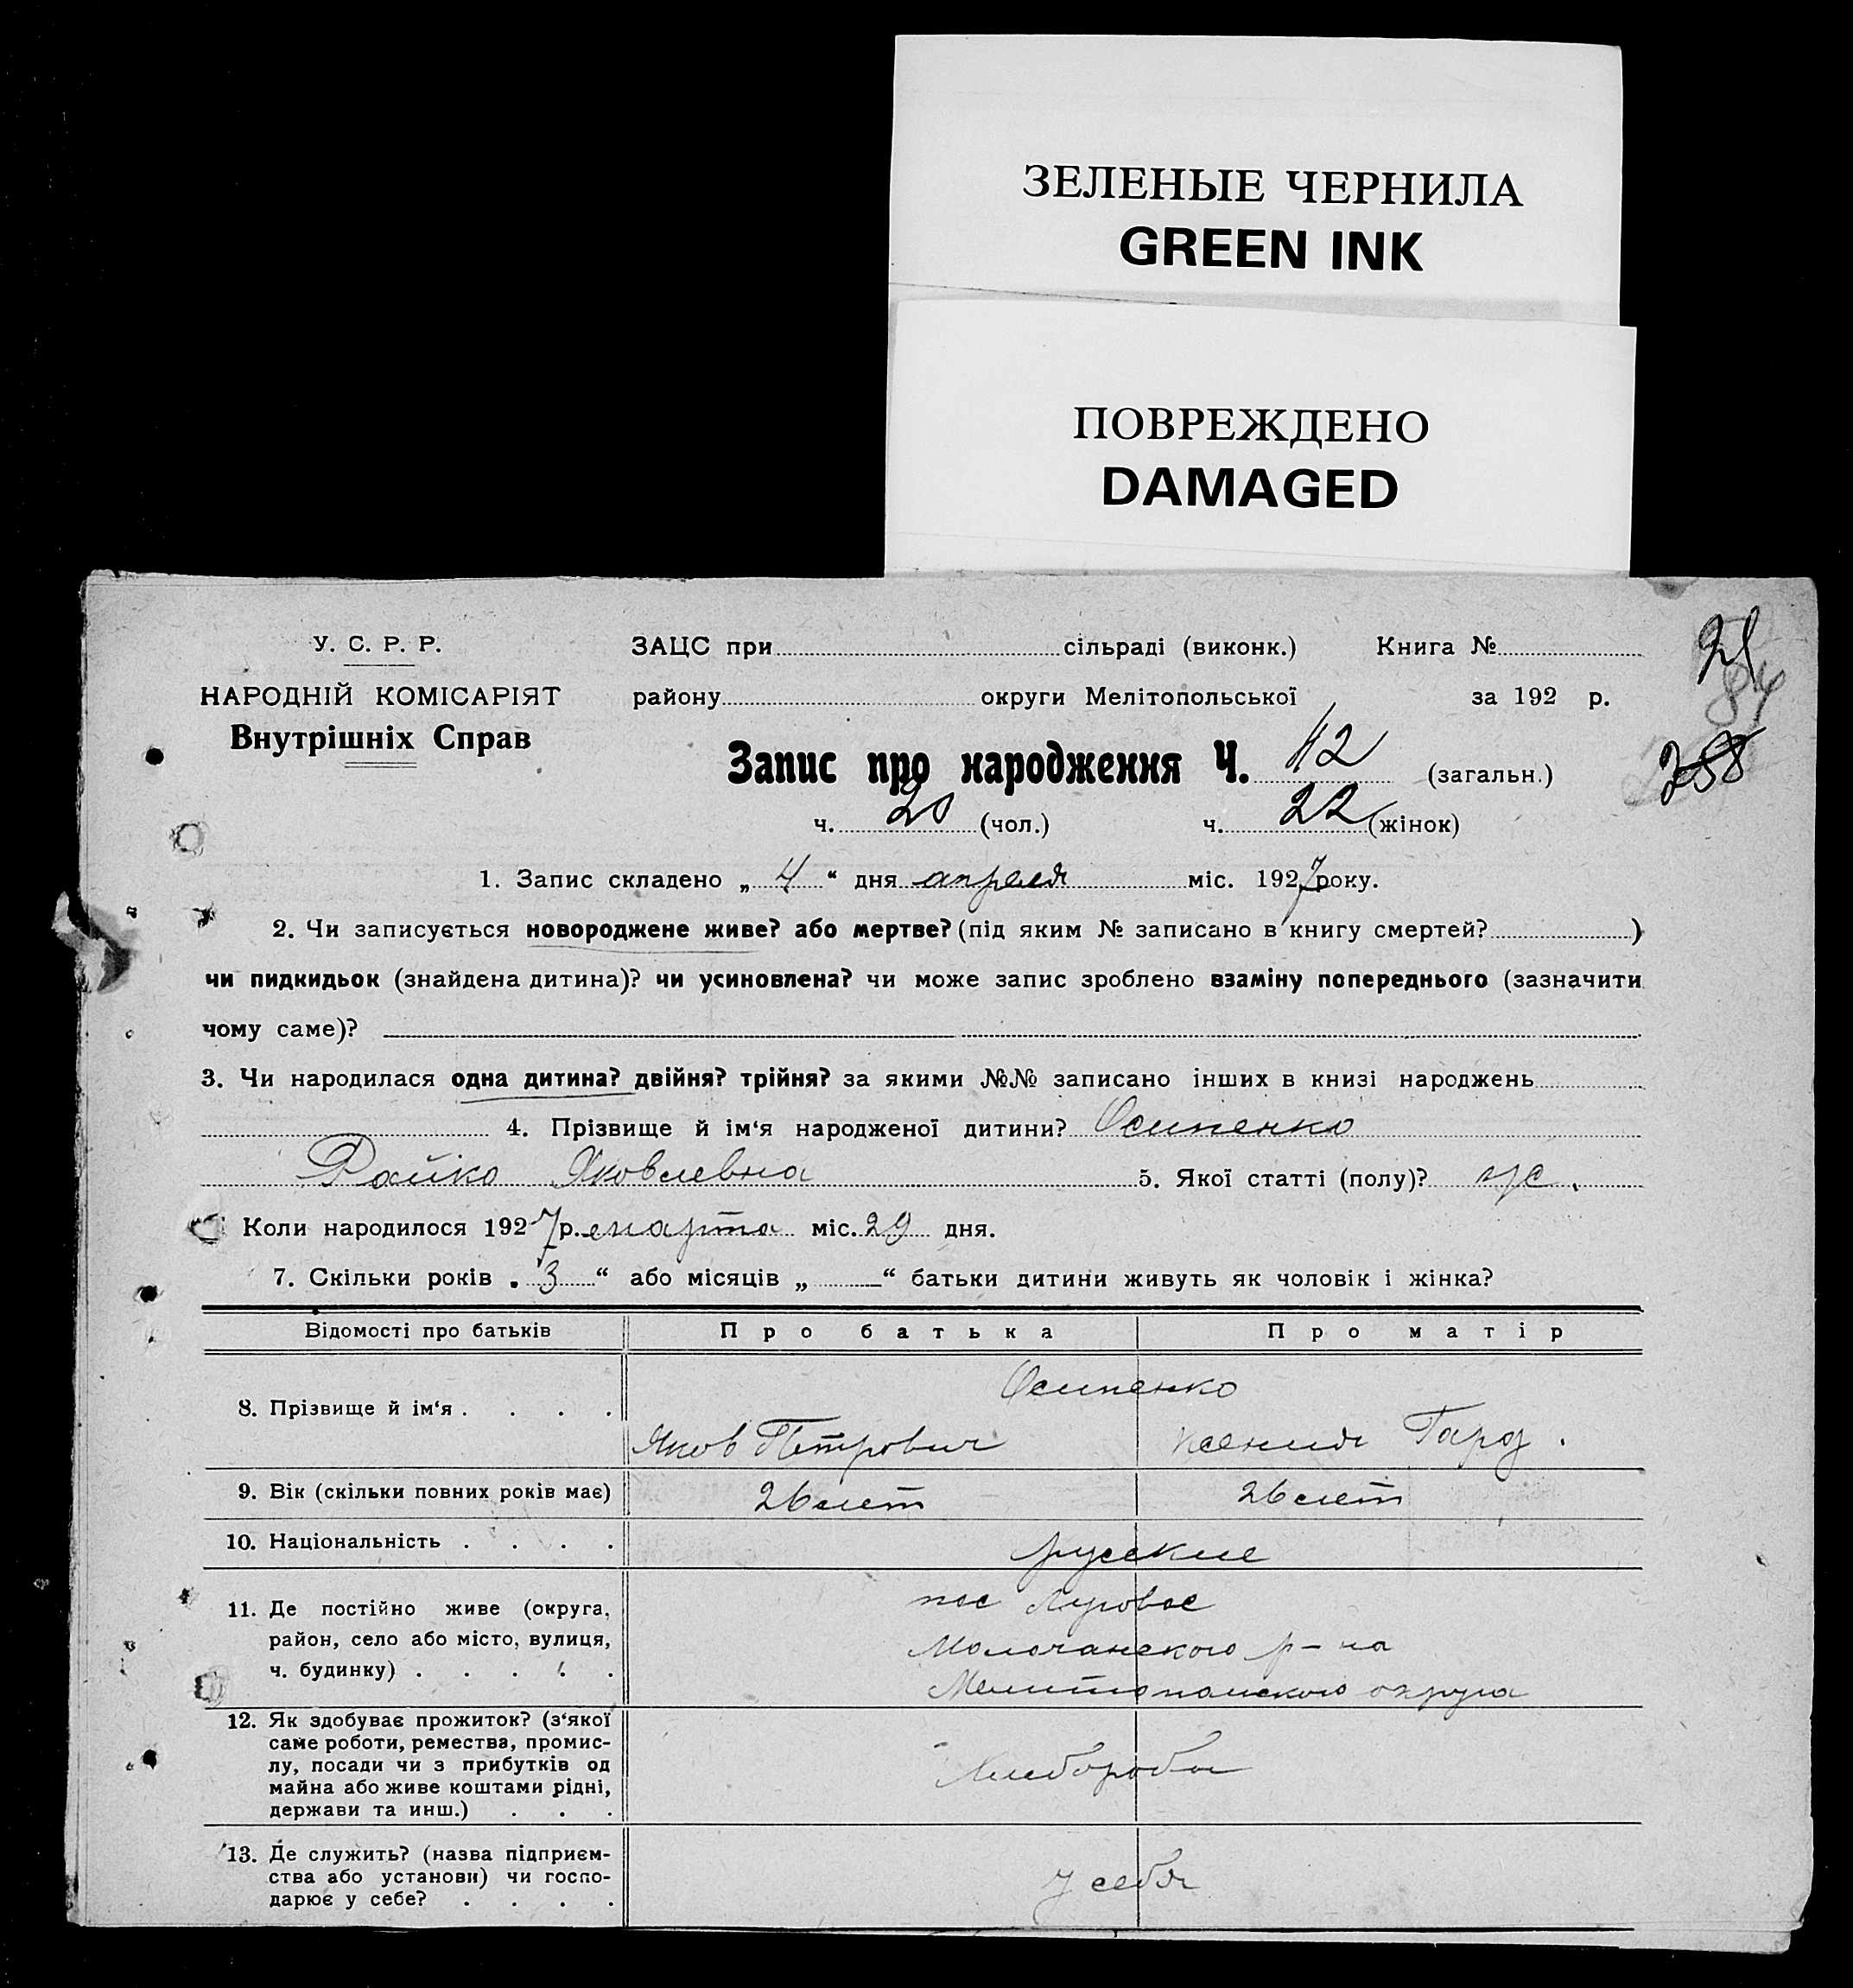 ЗЕЛЕНЫЕ ЧЕРНИЛА
GREEN INK
ПОВРЕЖДЕНО
DAMAGED
21
84
258
У. С. Р. Р.
НАРОДНІЙ КОМІСАРІЯТ
Внутрішніх Справ
ЗАЦС при сільраді (виконк.) Книга №
району округи Мелітопольської за 192 р.
Запис про народження Ч. 42 (загальн.)
ч. 20 (чол.) ч. 22 (жінок)
1. Запис складено „ 4 “ дня апреля міс. 1927 року.
2. Чи записується новороджене живе? або мертве? (під яким № записано в книгу смертей? )
чи пидкидьок (знайдена дитина)? чи усиновлена? чи може запис зроблено взаміну попереднього (зазначити
чому саме)?
3. Чи народилася одна дитина? двійня? трійня? за якими №№ записано інших в книзі народжень
4. Прізвище й ім‘я народженої дитини? Осипенко
Райко Яковлевна 5. Якої статті (полу)? ж.
Коли народилося 1927 р. марта міс. 29 дня.
7. Скільки років „ 3 “ або місяців „ — “ батьки дитини живуть як чоловік і жінка?
Відомості про батьків Про батька Про матір
8. Прізвище й ім‘я . . . . Осипенко
Яков Петрович Ксения
9. Вік (скільки повних років має) 26 лет 26 лет
10. Національність . . . . русские
11. Де постійно живе (округа, район, село або місто, вулиця, ч. будинку) . . . . пос
Молочанского р-на
Мелитопольского округа
12. Як здобуває прожиток? (з‘якої
саме роботи, ремества, промис-
лу, посади чи з прибутків од
майна або живе коштами рідні,
держави та инш.) . . . Хлеборобы
13. Де служить? (назва підприєм-
ства або установи) чи госпо-
дарює у себе? . . . . у себя